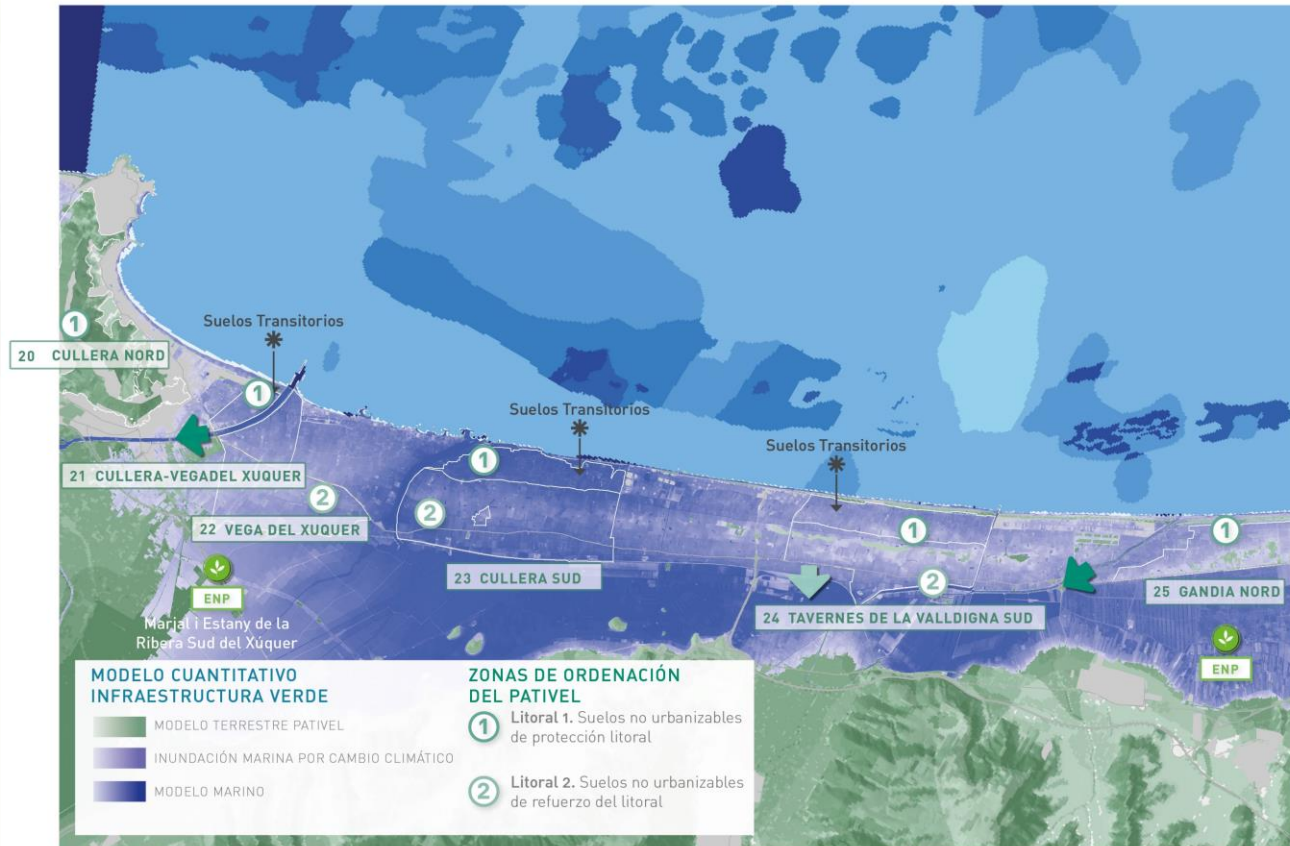 Suelos Transitorios
1
20 CULLERA NORD
1
Suelos Transitorios
Suelos Transitorios
1
21 CULLERA-VEGADEL XUQUER
2
2
1
1
22 VEGA DEL XUQUER
23 CULLERA SUD
2
25 GANDIA NORD
24 TAVERNES DE LA VALLDIGNA SUD
ENP
Marjal i Estany de la
Ribera Sud del Xúquer
ENP
MODELO CUANTITATIVO
INFRAESTRUCTURA VERDE
MODELO TERRESTRE PATIVEL
INUNDACIÓN MARINA POR CAMBIO CLIMÁTICO
MODELO MARINO
ZONAS DE ORDENACIÓN
DEL PATIVEL
1 Litoral 1. Suelos no urbanizables
de protección litoral
2 Litoral 2. Suelos no urbanizables
de refuerzo del litoral